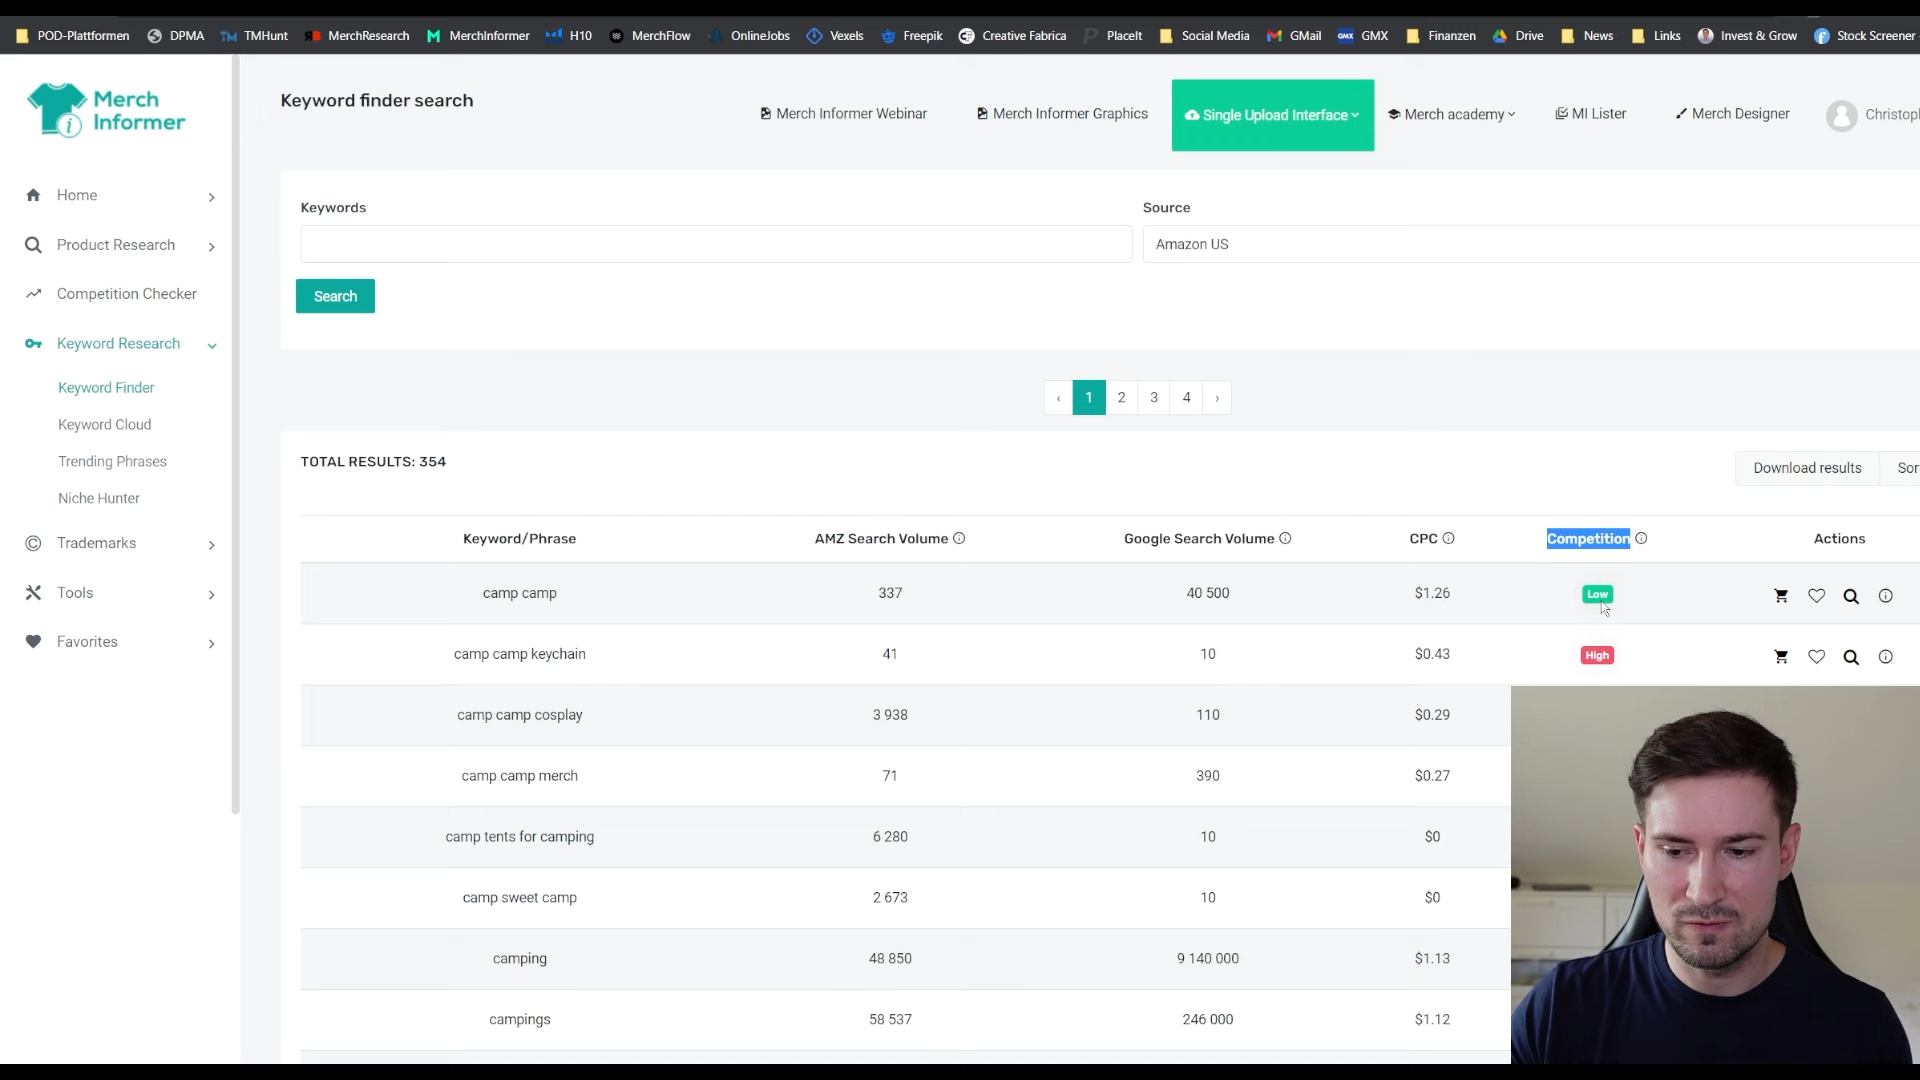 POD-Plattformen DPMA TMHunt MerchResearch MerchInformer H10 MerchFlow OnlineJobs Vexels Freepik Creative Fabrica PlaceIt Social Media GMail GMX Finanzen Drive News Links Invest & Grow Stock Screener
Merch Informer
Keyword finder search
Merch Informer Webinar Merch Informer Graphics Single Upload Interface Merch academy MI Lister Merch Designer Christoph
Home
Product Research
Competition Checker
Keyword Research
Keyword Finder
Keyword Cloud
Trending Phrases
Niche Hunter
Trademarks
Tools
Favorites
Keywords Source
Amazon US
Search
‹ 1 2 3 4 ›
TOTAL RESULTS: 354
Download results Sor
Keyword/Phrase AMZ Search Volume Google Search Volume CPC Competition Actions
camp camp 337 40 500 $1.26 Low
camp camp keychain 41 10 $0.43 High
camp camp cosplay 3 938 110 $0.29
camp camp merch 71 390 $0.27
camp tents for camping 6 280 10 $0
camp sweet camp 2 673 10 $0
camping 48 850 9 140 000 $1.13
campings 58 537 246 000 $1.12